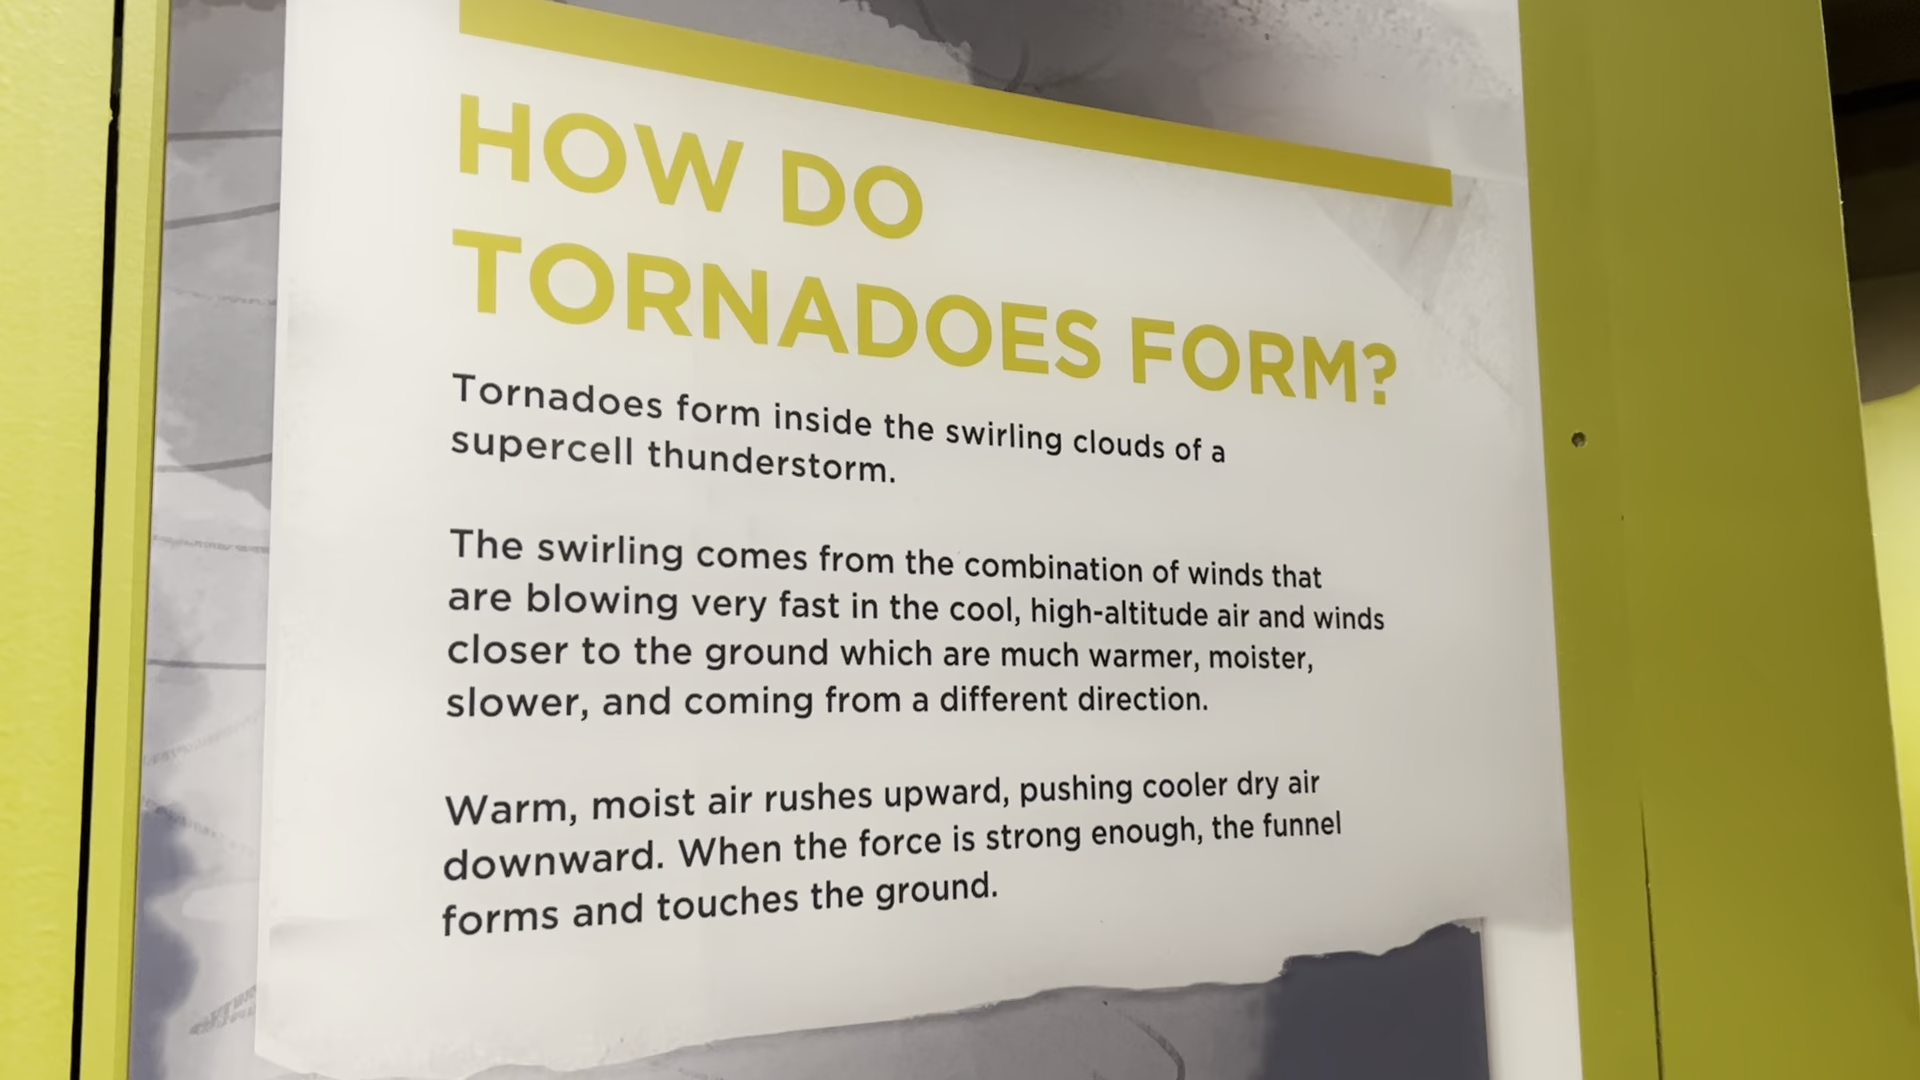 HOW DO
TORNADOES FORM?
Tornadoes form inside the swirling clouds of a
supercell thunderstorm.
The swirling comes from the combination of winds that
are blowing very fast in the cool, high-altitude air and winds
closer to the ground which are much warmer, moister,
slower, and coming from a different direction.
Warm, moist air rushes upward, pushing cooler dry air
downward. When the force is strong enough, the funnel
forms and touches the ground.